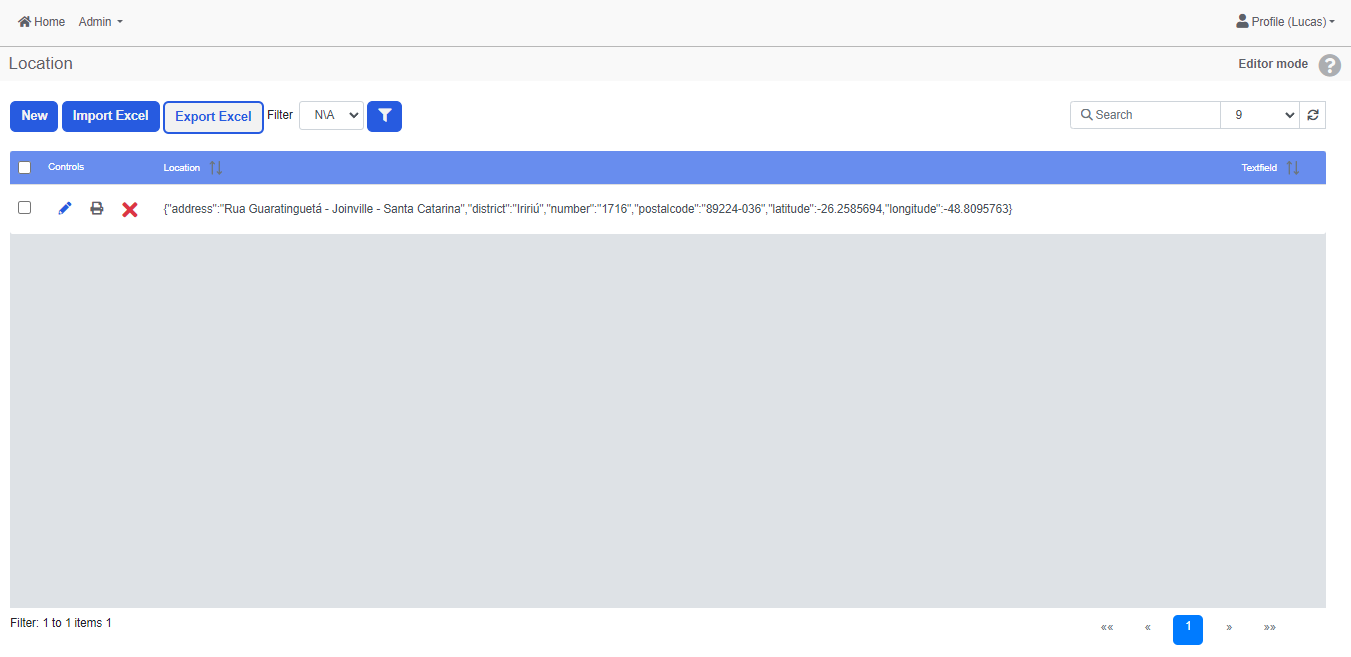 Home Admin Profile (Lucas)
Location Editor mode ?
New Import Excel Export Excel Filter N\A Search 9
Controls Location Textfield
{"address":"Rua Guaratinguetá - Joinville - Santa Catarina","district":"Iririú","number":"1716","postalcode":"89224-036","latitude":-26.2585694,"longitude":-48.8095763}
Filter: 1 to 1 items 1 «« « 1 » »»